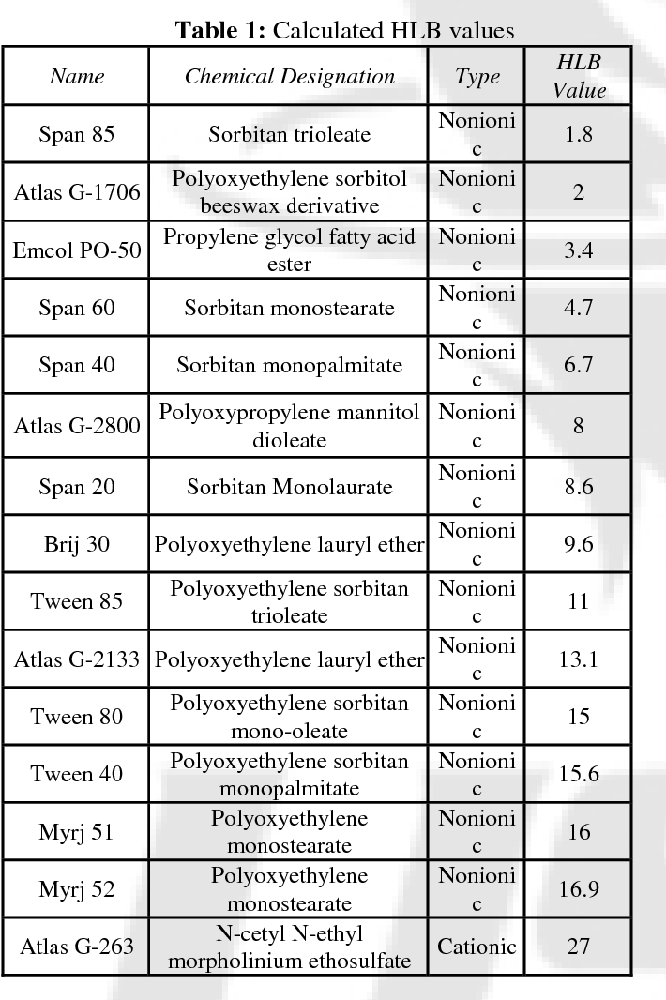 Table 1: Calculated HLB values
Name Chemical Designation Type HLB
Value
Span 85 Sorbitan trioleate Nonioni
c 1.8
Atlas G-1706 Polyoxyethylene sorbitol
beeswax derivative Nonioni
c 2
Emcol PO-50 Propylene glycol fatty acid
ester Nonioni
c 3.4
Span 60 Sorbitan monostearate Nonioni
c 4.7
Span 40 Sorbitan monopalmitate Nonioni
c 6.7
Atlas G-2800 Polyoxypropylene mannitol
dioleate Nonioni
c 8
Span 20 Sorbitan Monolaurate Nonioni
c 8.6
Brij 30 Polyoxyethylene lauryl ether Nonioni
c 9.6
Tween 85 Polyoxyethylene sorbitan
trioleate Nonioni
c 11
Atlas G-2133 Polyoxyethylene lauryl ether Nonioni
c 13.1
Tween 80 Polyoxyethylene sorbitan
mono-oleate Nonioni
c 15
Tween 40 Polyoxyethylene sorbitan
monopalmitate Nonioni
c 15.6
Myrj 51 Polyoxyethylene
monostearate Nonioni
c 16
Myrj 52 Polyoxyethylene
monostearate Nonioni
c 16.9
Atlas G-263 N-cetyl N-ethyl
morpholinium ethosulfate Cationic 27